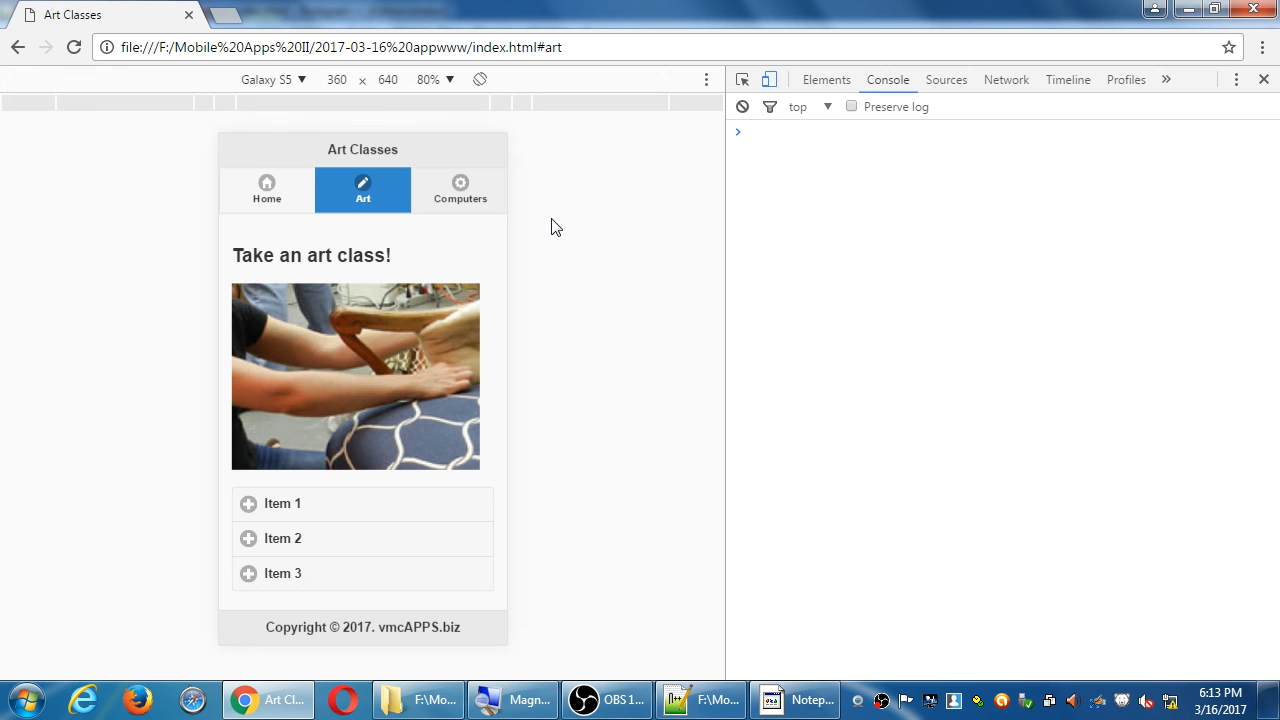 Art Classes
file:///F:/Mobile%20Apps%20II/2017-03-16%20appwww/index.html#art
Galaxy S5 ▼ 360 × 640 80% ▼
Elements Console Sources Network Timeline Profiles »
top ▼ Preserve log
Art Classes
Home Art Computers
Take an art class!
Item 1
Item 2
Item 3
Copyright © 2017. vmcAPPS.biz
Art Cl... F:\Mo... Magn... OBS 1... F:\Mo... Notep...
6:13 PM
3/16/2017